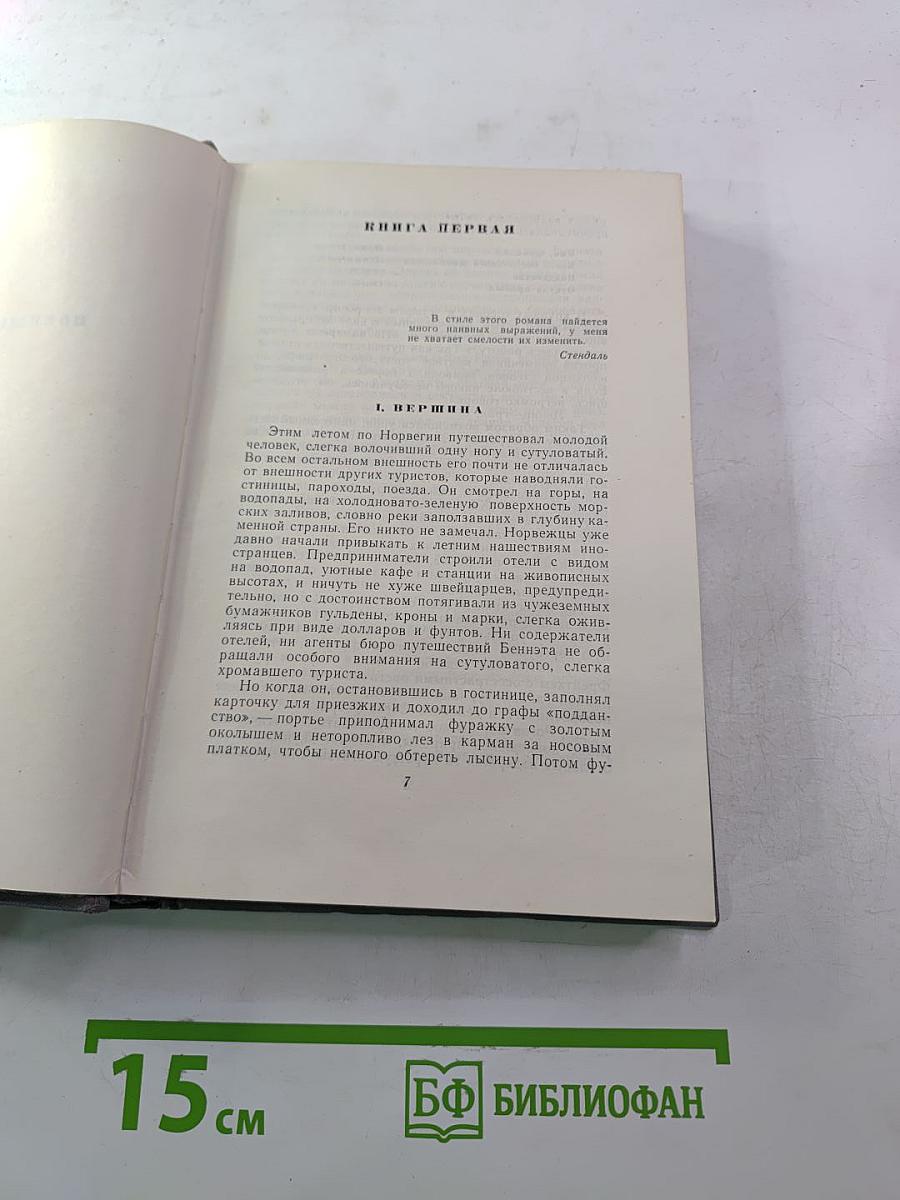 КНИГА ПЕРВАЯ
В стиле этого романа найдется
много наивных выражений, у меня
не хватает смелости их изменить.
Стендаль
I. ВЕРШИНА
Этим летом по Норвегии путешествовал молодой
человек, слегка волочивший одну ногу и сутуловатый.
Во всем остальном внешность его почти не отличалась
от внешности других туристов, которые наводняли го-
стиницы, пароходы, поезда. Он смотрел на горы, на
водопады, на холодновато-зеленую поверхность мор-
ских заливов, словно реки заползавших в глубину ка-
менной страны. Его никто не замечал. Норвежцы уже
давно начали привыкать к летним нашествиям ино-
странцев. Предприниматели строили отели с видом
на водопад, уютные кафе и станции на живописных
высотах, и ничуть не хуже швейцарцев, предупреди-
тельно, но с достоинством потягивали из чужеземных
бумажчиков гульдены, кроны и марки, слегка ожив-
ляясь при виде долларов и фунтов. Ни содержатели
отелей, ни агенты бюро путешествий Беннэта не об-
ращали особого внимания на сутуловатого, слегка
хромавшего туриста.
Но когда он, остановившись в гостинице, заполнял
карточку для приезжих и доходил до графы «поддан-
ство», — портье приподнимал фуражку с золотым
околышем и неторопливо лез в карман за носовым
платком, чтобы немного обтереть лысину. Потом фу-
7
15 см
БФ БИБЛИОФАН